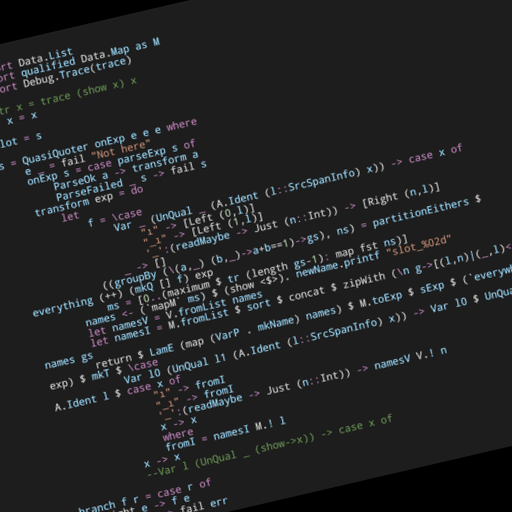 rt Data.List
ort qualified Data.Map as M
ort Debug.Trace(trace)
tr x = trace (show x) x
x = x
lot = s
s = QuasiQuoter onExp e e e where
e _ = fail "Not here"
onExp s = case parseExp s of
ParseOk a -> transform a
ParseFailed _ s -> fail s
transform exp = do
let
f = \case
Var _ (UnQual _ (A.Ident (l::SrcSpanInfo) x)) -> case x of
-> [Left (0,l)]
-> [Left (1,l)]
(readMaybe -> Just (n::Int)) -> [Right (n,l)]
_ -> []
((groupBy (\(a,_) (b,_)->a+b==1)->gs), ns) = partitionEithers $
everything (++) (mkQ [] f) exp
ms = [0..(maximum $ tr (length gs-1): map fst ns)]
names <- (`mapM` ms) $ (show <$>). newName.printf "slot_%02d"
let namesV = V.fromList names
let namesI = M.fromList $ sort $ concat $ zipWith (\n g->[(l,n)|(_,l)<
names gs
return $ LamE (map (VarP . mkName) names) $ M.toExp $ sExp $ (`everywh
exp) $ mkT $ \case
Var l0 (UnQual l1 (A.Ident (l::SrcSpanInfo) x)) -> Var l0 $ UnQu
A.Ident l $ case x of
-> fromI
-> fromI
(readMaybe -> Just (n::Int)) -> namesV V.! n
x -> x
where
fromI = namesI M.! l
x -> x
--Var l (UnQual _ (show->x)) -> case x of
branch f r = case r of
ght e -> f e
-> fail err